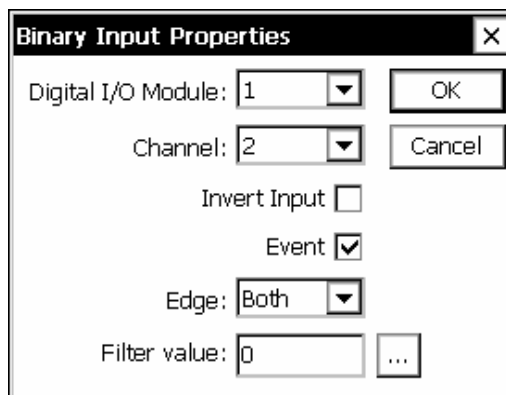 Binary Input Properties
Digital I/O Module: 1 OK
Channel: 2 Cancel
Invert Input
Event
Edge: Both
Filter value: 0 ...